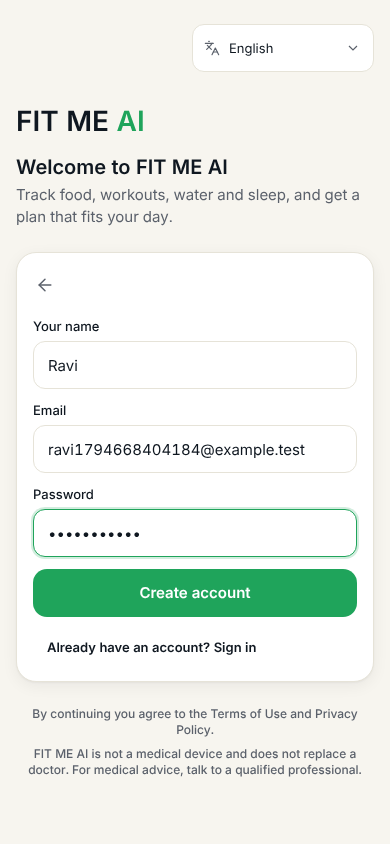 English
FIT ME AI
Welcome to FIT ME AI
Track food, workouts, water and sleep, and get a
plan that fits your day.
Your name
Ravi
Email
ravi1794668404184@example.test
Password
•••••••••••
Create account
Already have an account? Sign in
By continuing you agree to the Terms of Use and Privacy
Policy.
FIT ME AI is not a medical device and does not replace a
doctor. For medical advice, talk to a qualified professional.